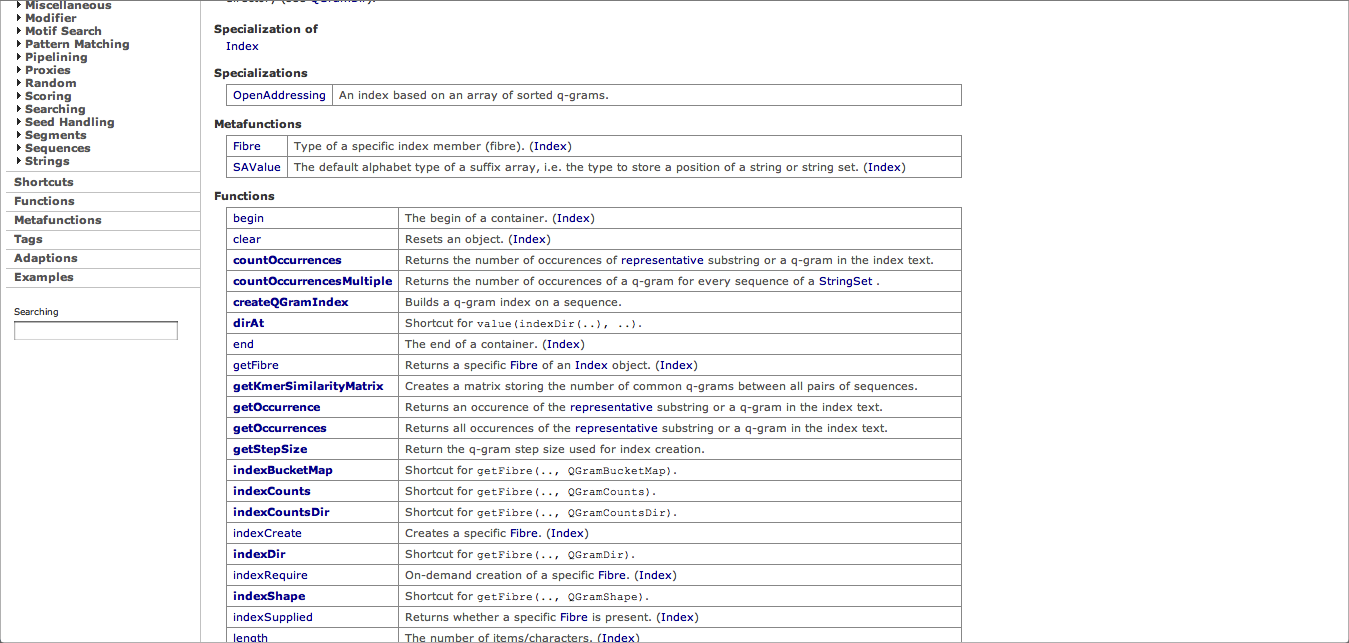 Miscellaneous
Modifier
Motif Search
Pattern Matching
Pipelining
Proxies
Random
Scoring
Searching
Seed Handling
Segments
Sequences
Strings
Shortcuts
Functions
Metafunctions
Tags
Adaptions
Examples
Searching
Specialization of
Index
Specializations
OpenAddressing An index based on an array of sorted q-grams.
Metafunctions
Fibre Type of a specific index member (fibre). (Index)
SAValue The default alphabet type of a suffix array, i.e. the type to store a position of a string or string set. (Index)
Functions
begin The begin of a container. (Index)
clear Resets an object. (Index)
countOccurrences Returns the number of occurences of representative substring or a q-gram in the index text.
countOccurrencesMultiple Returns the number of occurences of a q-gram for every sequence of a StringSet .
createQGramIndex Builds a q-gram index on a sequence.
dirAt Shortcut for value(indexDir(..), ..).
end The end of a container. (Index)
getFibre Returns a specific Fibre of an Index object. (Index)
getKmerSimilarityMatrix Creates a matrix storing the number of common q-grams between all pairs of sequences.
getOccurrence Returns an occurence of the representative substring or a q-gram in the index text.
getOccurrences Returns all occurences of the representative substring or a q-gram in the index text.
getStepSize Return the q-gram step size used for index creation.
indexBucketMap Shortcut for getFibre(.., QGramBucketMap).
indexCounts Shortcut for getFibre(.., QGramCounts).
indexCountsDir Shortcut for getFibre(.., QGramCountsDir).
indexCreate Creates a specific Fibre. (Index)
indexDir Shortcut for getFibre(.., QGramDir).
indexRequire On-demand creation of a specific Fibre. (Index)
indexShape Shortcut for getFibre(.., QGramShape).
indexSupplied Returns whether a specific Fibre is present. (Index)
length The number of items/characters. (Index)